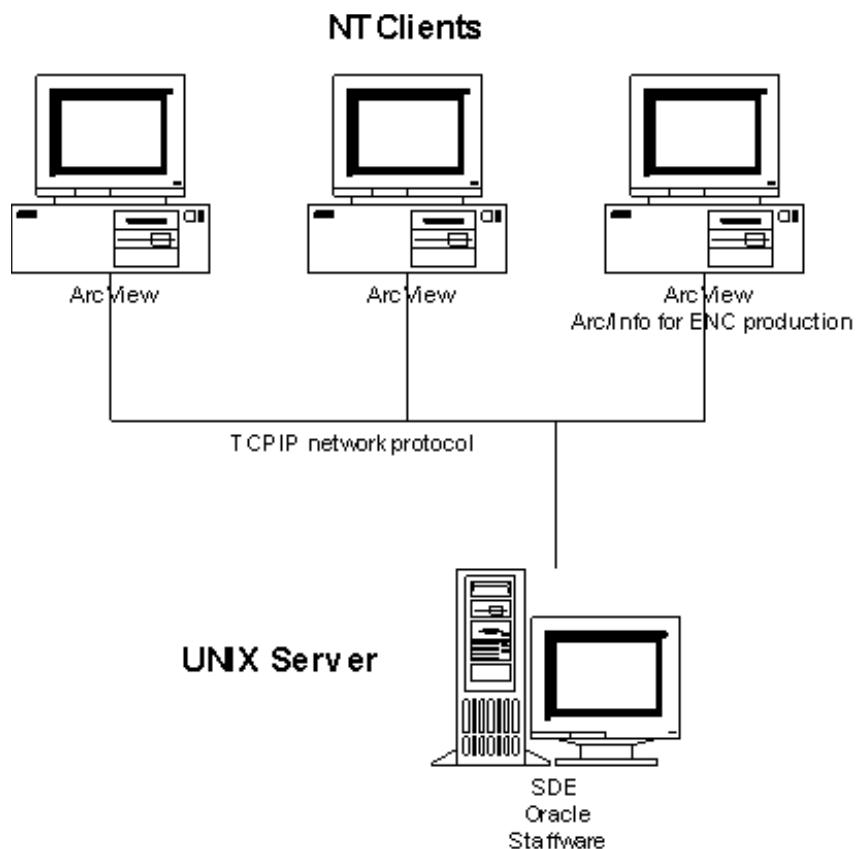 NT Clients
ArcView
ArcView
ArcView
Arc/Info for ENC production
TCPIP network protocol
UNIX Server
SDE
Oracle
Staffware